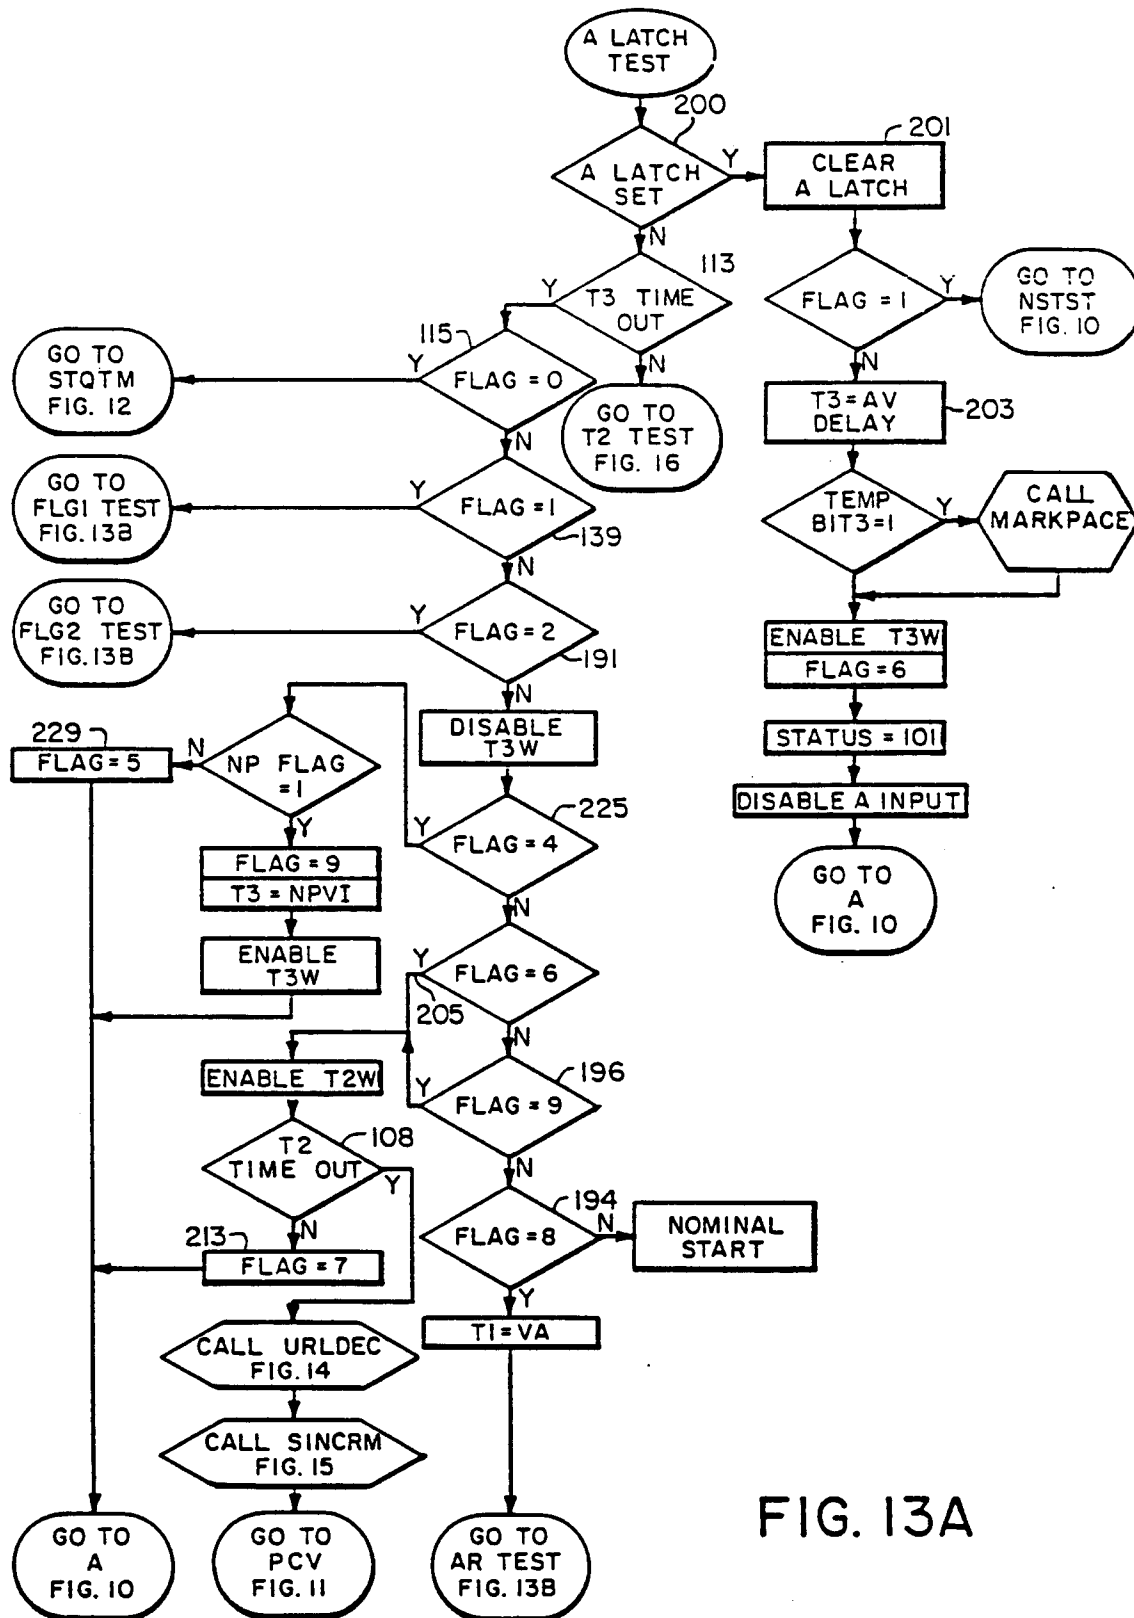 A LATCH
TEST
200
A LATCH
SET
Y
N
201
CLEAR
A LATCH
FLAG = 1
Y
N
GO TO
NSTST
FIG. 10
T3 = AV
DELAY
203
TEMP
BIT3=1
Y
CALL
MARKPACE
ENABLE T3W
FLAG = 6
STATUS = 101
DISABLE A INPUT
GO TO
A
FIG. 10
113
T3 TIME
OUT
Y
N
GO TO
T2 TEST
FIG. 16
115
FLAG = 0
Y
N
GO TO
STQTM
FIG. 12
FLAG = 1
139
Y
N
GO TO
FLG1 TEST
FIG. 13B
FLAG = 2
191
Y
N
GO TO
FLG2 TEST
FIG. 13B
DISABLE
T3W
225
FLAG = 4
Y
N
NP FLAG
=1
N
Y
229
FLAG = 5
FLAG = 9
T3 = NPVI
ENABLE
T3W
FLAG = 6
Y
205
N
196
FLAG = 9
Y
N
ENABLE T2W
T2
TIME OUT
108
Y
N
213
FLAG = 7
194
FLAG = 8
N
Y
NOMINAL
START
T1 = VA
CALL URLDEC
FIG. 14
CALL SINCRM
FIG. 15
GO TO
A
FIG. 10
GO TO
PCV
FIG. 11
GO TO
AR TEST
FIG. 13B
FIG. 13A